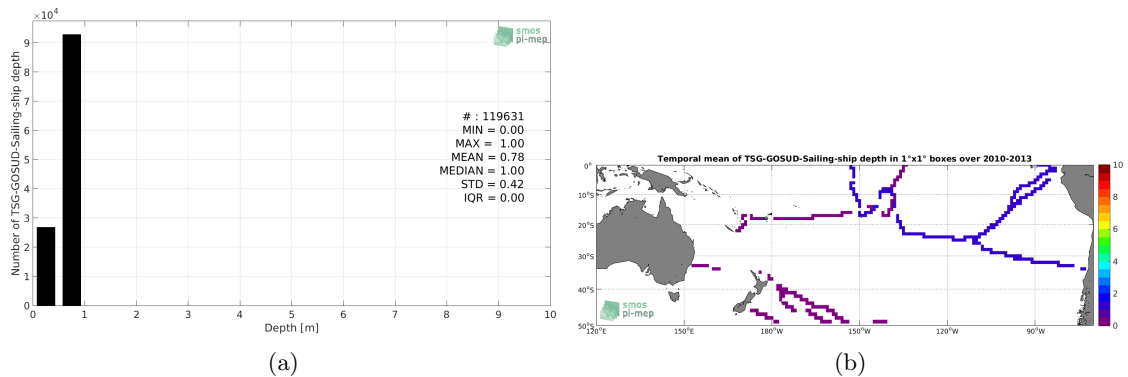 ×10⁴
9
8
7
6
5
4
3
2
1
0
Number of TSG-GOSUD-Sailing-ship depth
0 1 2 3 4 5 6 7 8 9 10
Depth [m]
smos
pi-mep
# : 119631
MIN = 0.00
MAX = 1.00
MEAN = 0.78
MEDIAN = 1.00
STD = 0.42
IQR = 0.00
(a)
Temporal mean of TSG-GOSUD-Sailing-ship depth in 1°x1° boxes over 2010-2013
0°
10°S
20°S
30°S
40°S
50°S
120°E 150°E 180°W 150°W 120°W 90°W
smos
pi-mep
10
8
6
4
2
0
(b)